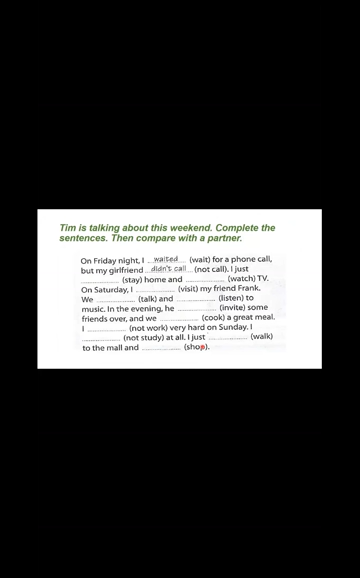 Tim is talking about this weekend. Complete the
sentences. Then compare with a partner.
On Friday night, I ...waited... (wait) for a phone call,
but my girlfriend ...didn't call... (not call). I just
.................. (stay) home and .................. (watch) TV.
On Saturday, I .................. (visit) my friend Frank.
We .................. (talk) and .................. (listen) to
music. In the evening, he .................. (invite) some
friends over, and we .................. (cook) a great meal.
I .................. (not work) very hard on Sunday. I
.................. (not study) at all. I just .................. (walk)
to the mall and .................. (shop).